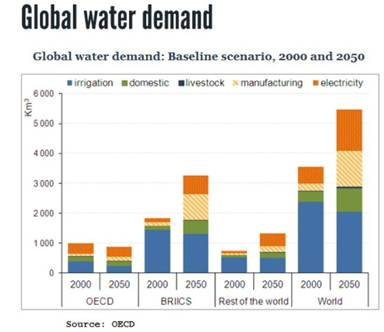 Global water demand
Global water demand: Baseline scenario, 2000 and 2050
irrigation domestic livestock manufacturing electricity
Km³
6 000
5 000
4 000
3 000
2 000
1 000
0
2000 2050 2000 2050 2000 2050 2000 2050
OECD BRIICS Rest of the world World
Source: OECD